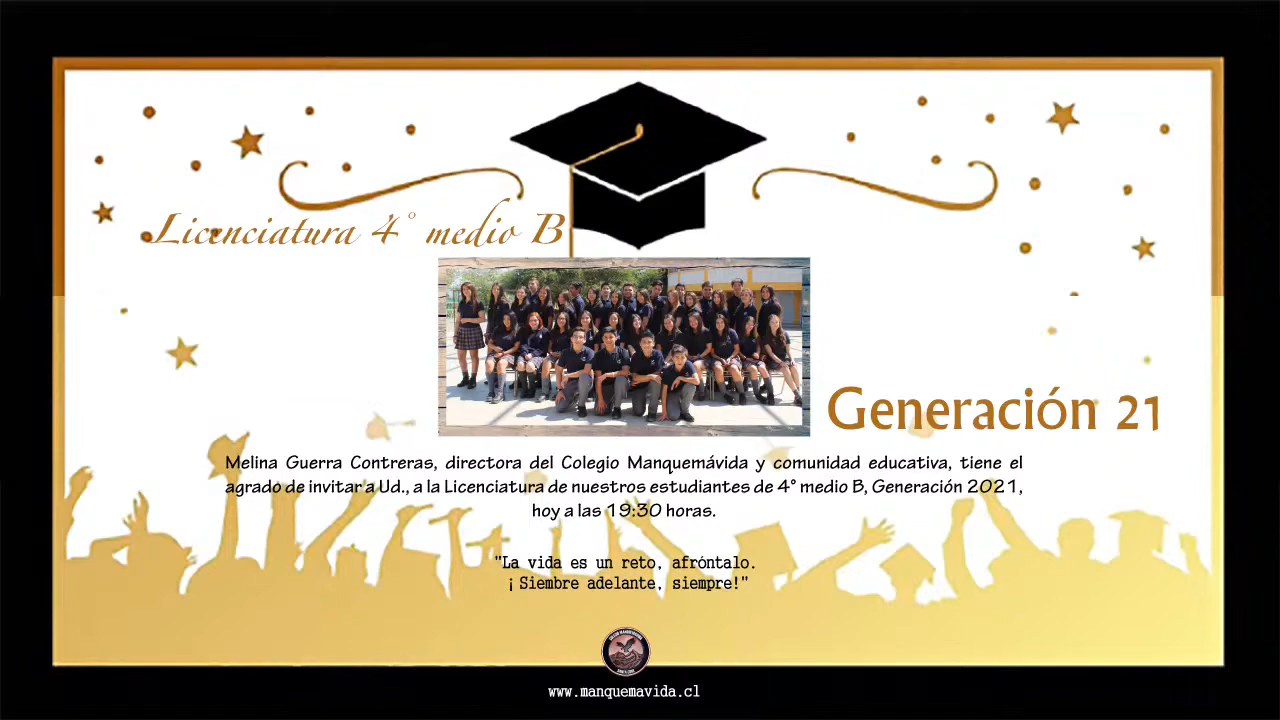 Licenciatura 4° medio B
Generación 21
Melina Guerra Contreras, directora del Colegio Manquemávida y comunidad educativa, tiene el
agrado de invitar a Ud., a la Licenciatura de nuestros estudiantes de 4° medio B, Generación 2021,
hoy a las 19:30 horas.
"La vida es un reto, afróntalo.
¡Siembre adelante, siempre!"
www.manquemavida.cl